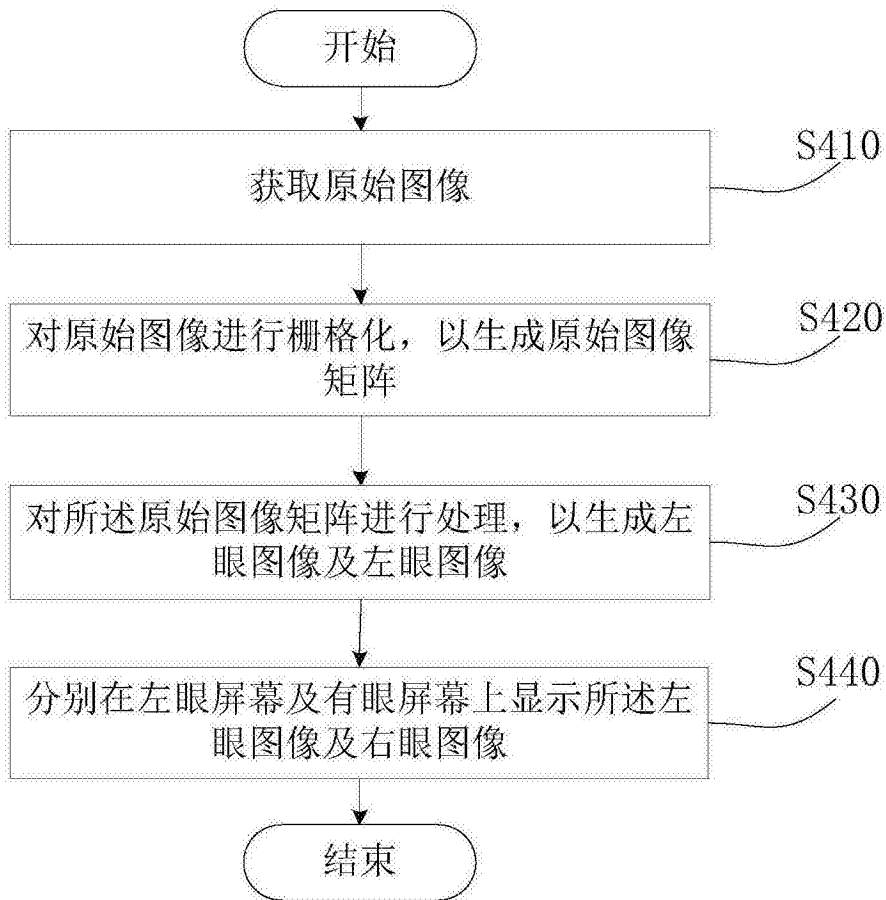 开始
S410
获取原始图像
S420
对原始图像进行栅格化，以生成原始图像
矩阵
S430
对所述原始图像矩阵进行处理，以生成左
眼图像及左眼图像
S440
分别在左眼屏幕及有眼屏幕上显示所述左
眼图像及右眼图像
结束